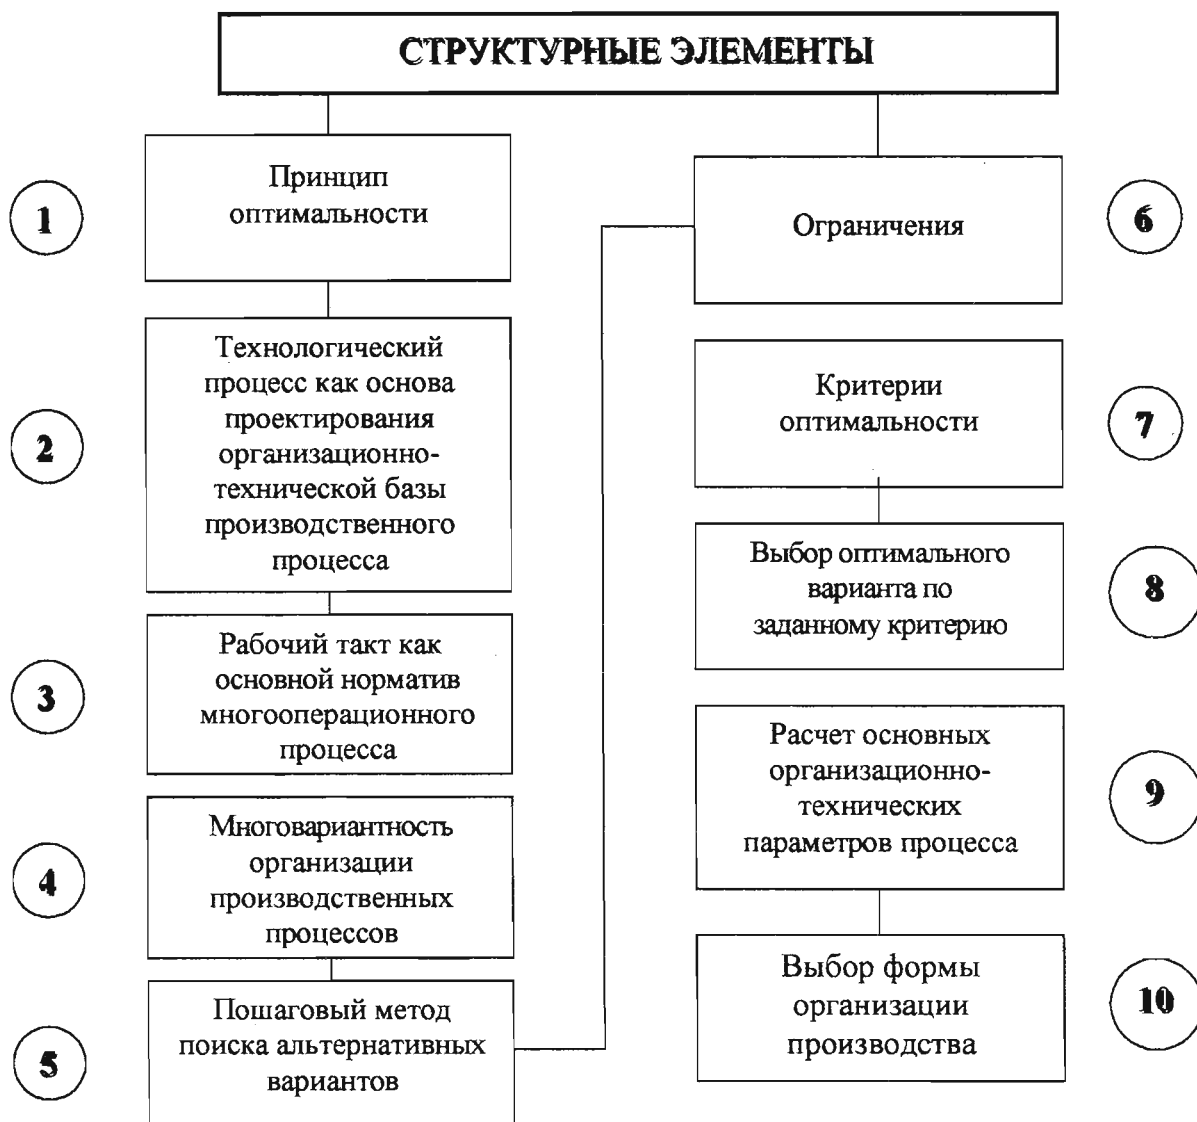 СТРУКТУРНЫЕ ЭЛЕМЕНТЫ
1
Принцип
оптимальности
2
Технологический
процесс как основа
проектирования
организационно-
технической базы
производственного
процесса
3
Рабочий такт как
основной норматив
многооперационного
процесса
4
Многовариантность
организации
производственных
процессов
5
Пошаговый метод
поиска альтернативных
вариантов
Ограничения
6
Критерии
оптимальности
7
Выбор оптимального
варианта по
заданному критерию
8
Расчет основных
организационно-
технических
параметров процесса
9
Выбор формы
организации
производства
10